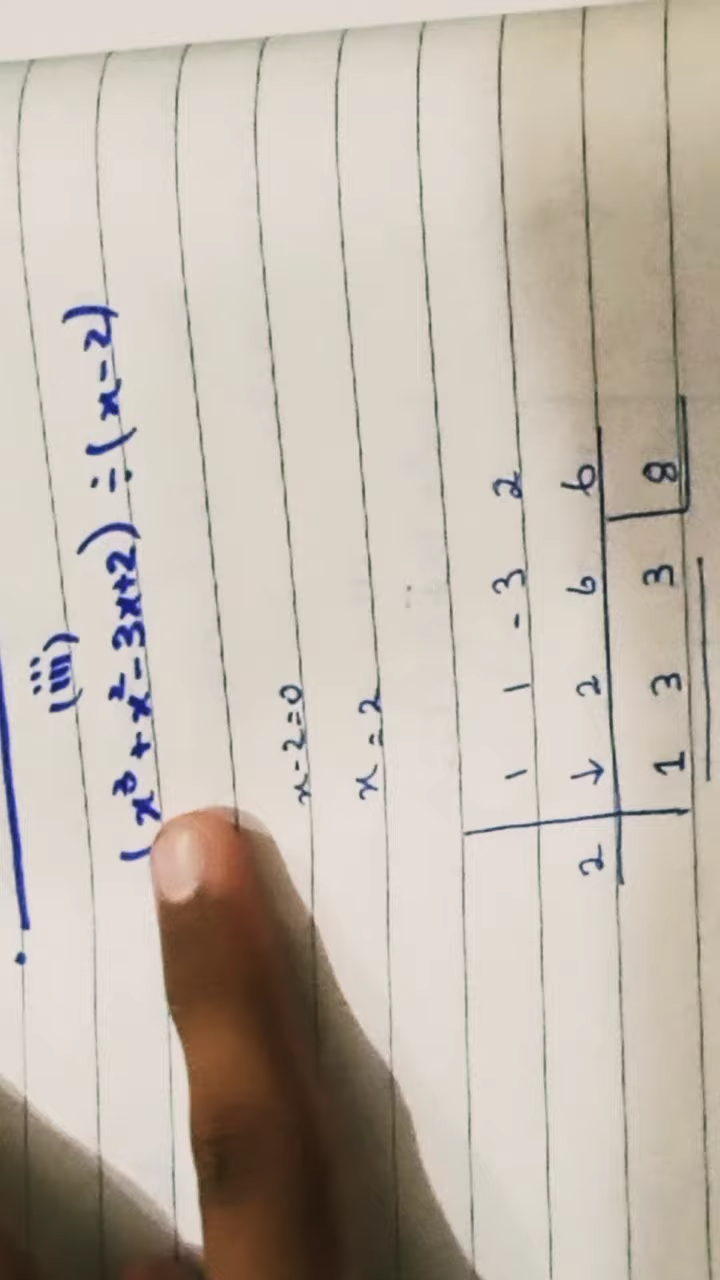 (iii)
(x³+x²-3x+2) ÷ (x-2)
x-2=0
x=2
1 1 -3 2
2 ↓ 2 6 6
1 3 3 8